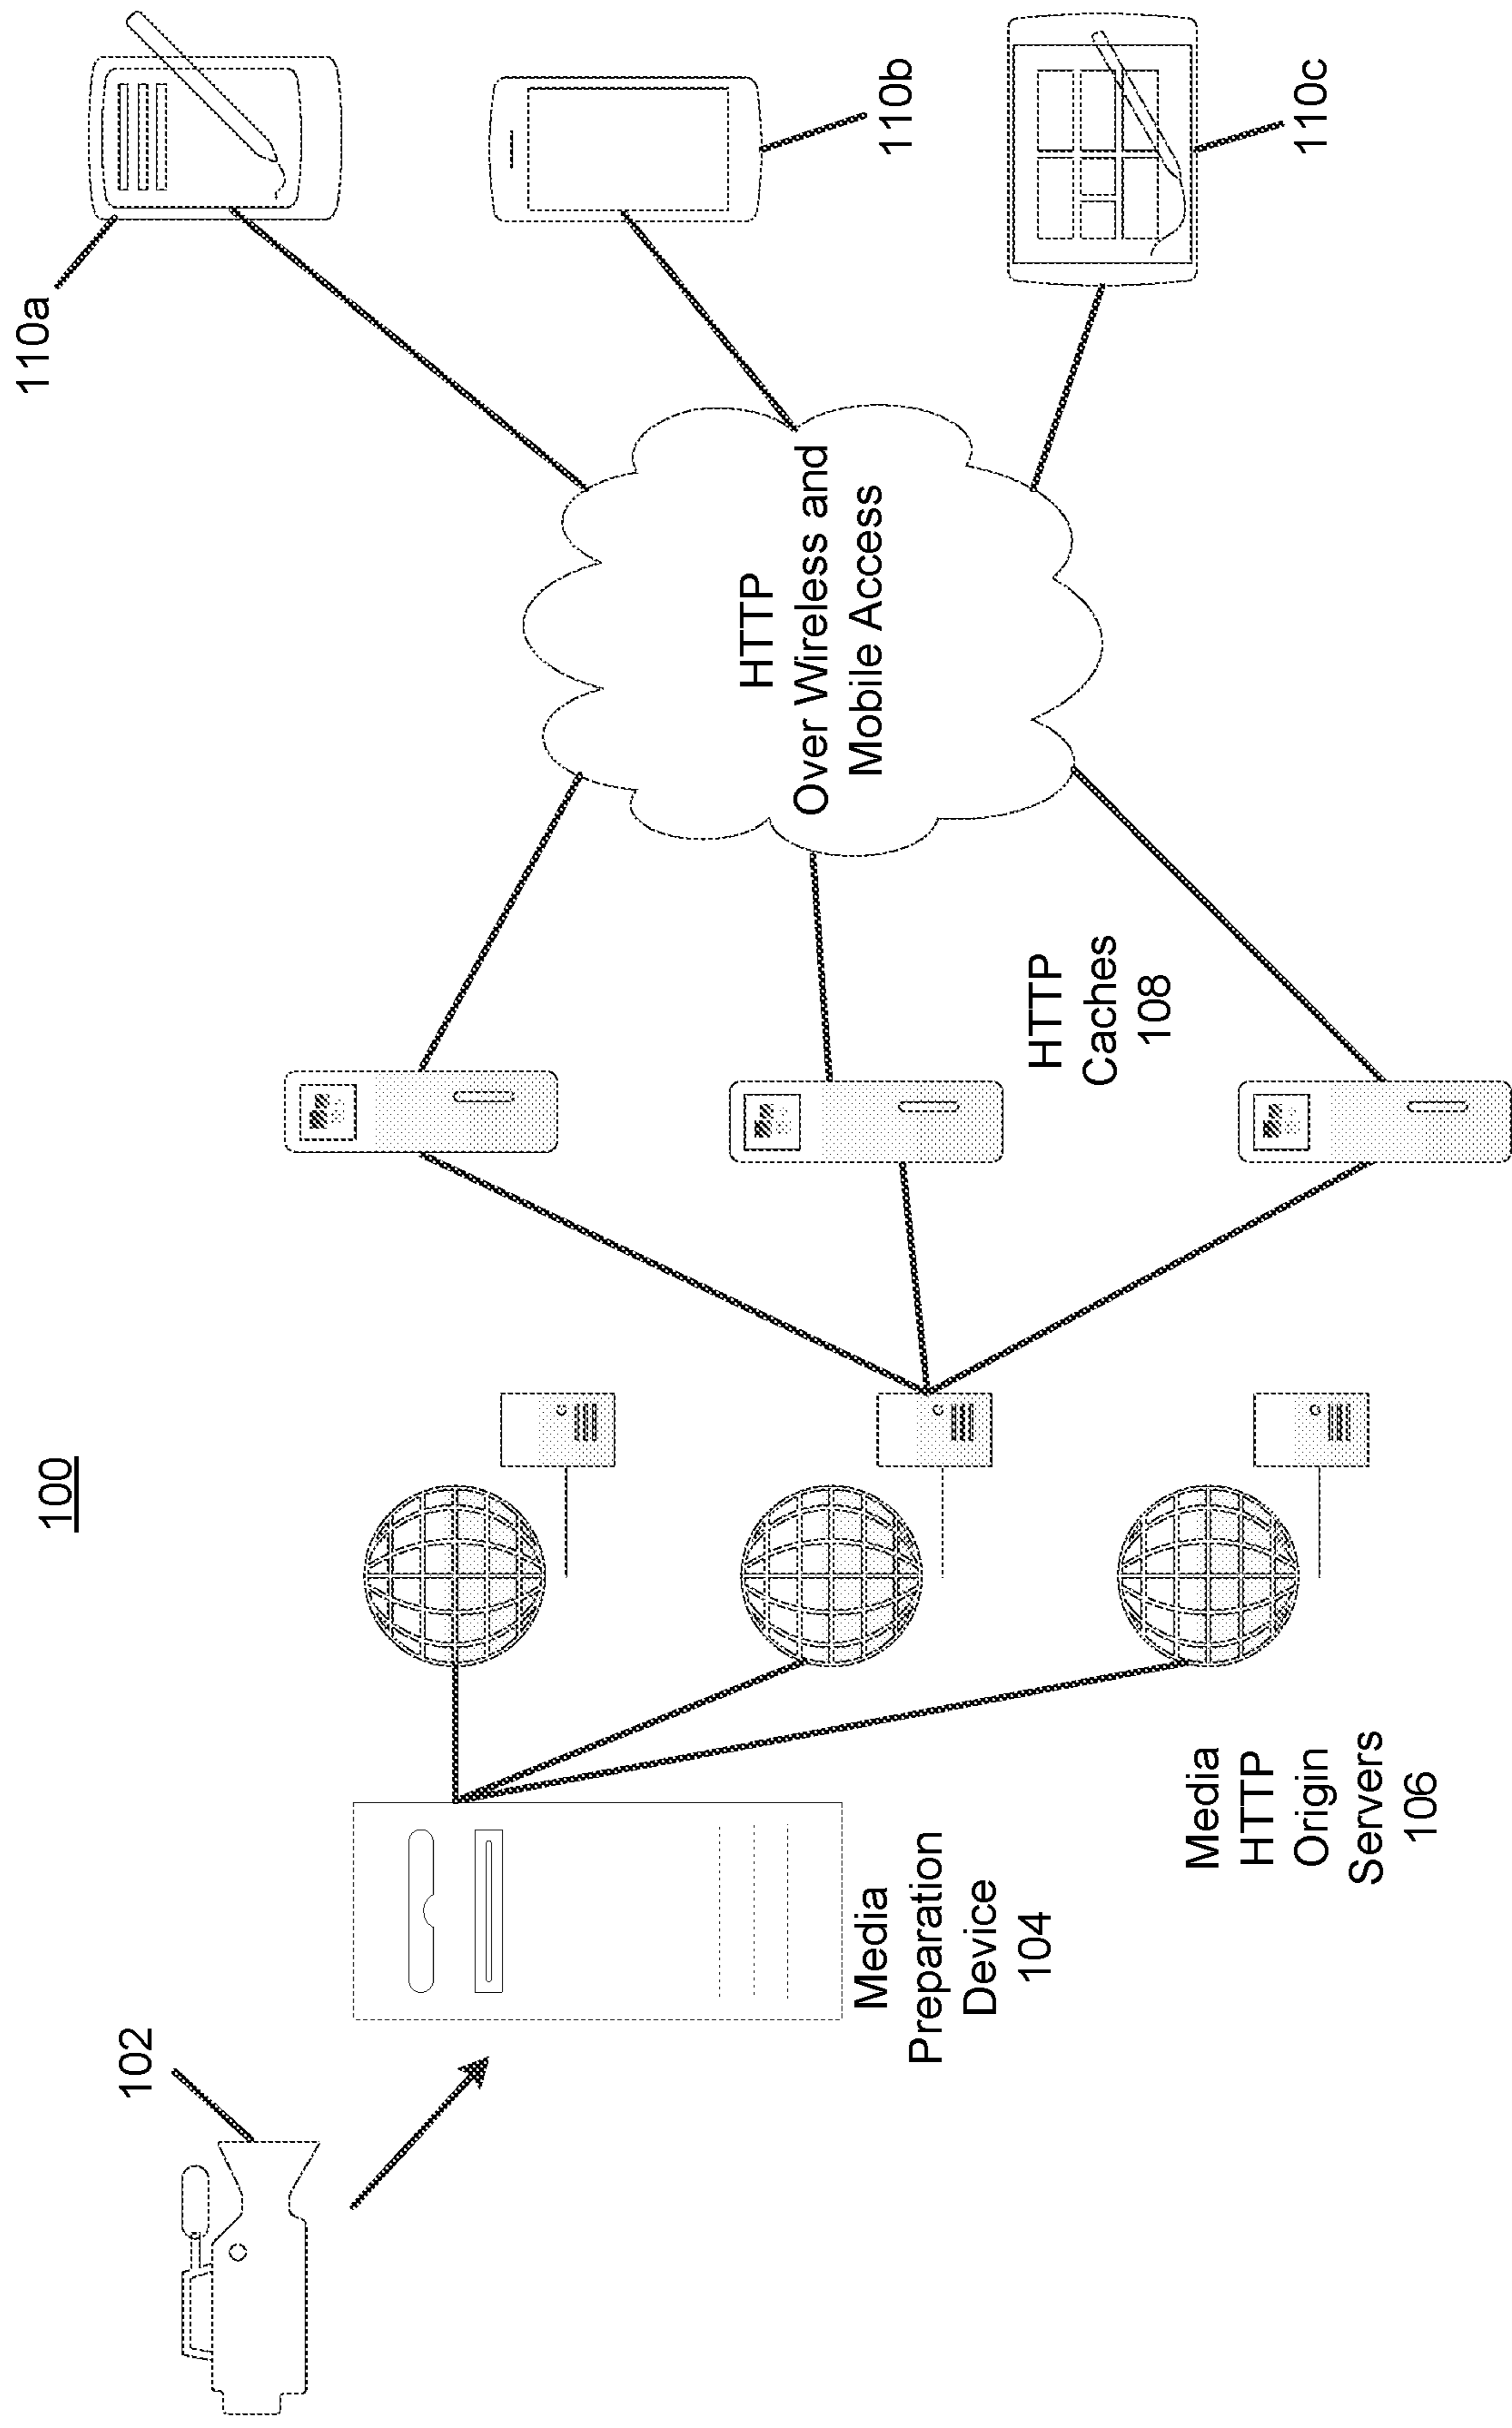 100
102
Media
Preparation
Device
104
Media
HTTP
Origin
Servers
106
HTTP
Caches
108
HTTP
Over Wireless and
Mobile Access
110a
110b
110c